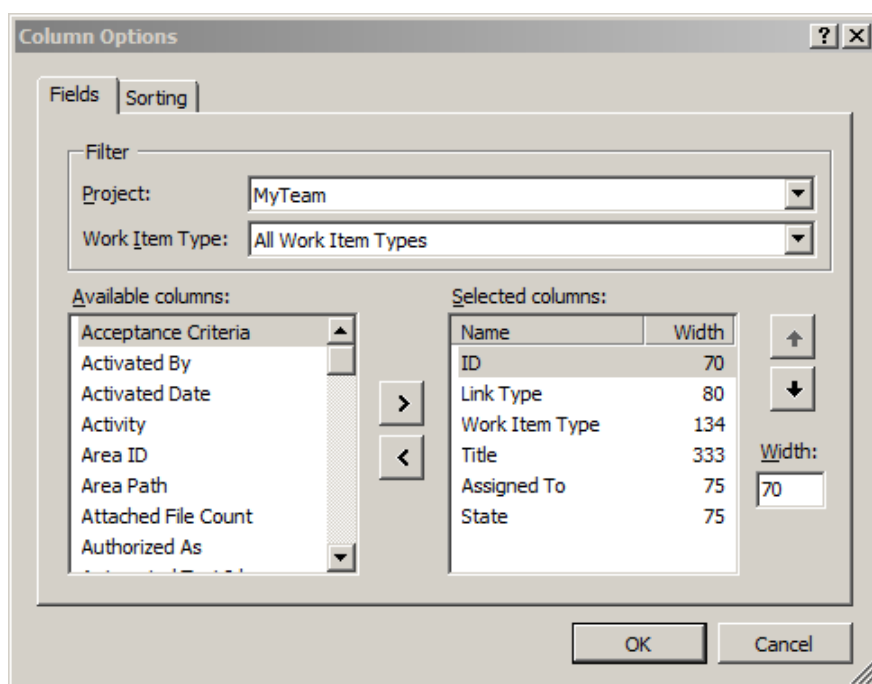 Column Options
Fields
Sorting
Filter
Project:
MyTeam
Work Item Type:
All Work Item Types
Available columns:
Acceptance Criteria
Activated By
Activated Date
Activity
Area ID
Area Path
Attached File Count
Authorized As
Selected columns:
Name Width
ID 70
Link Type 80
Work Item Type 134
Title 333
Assigned To 75
State 75
Width:
70
OK
Cancel